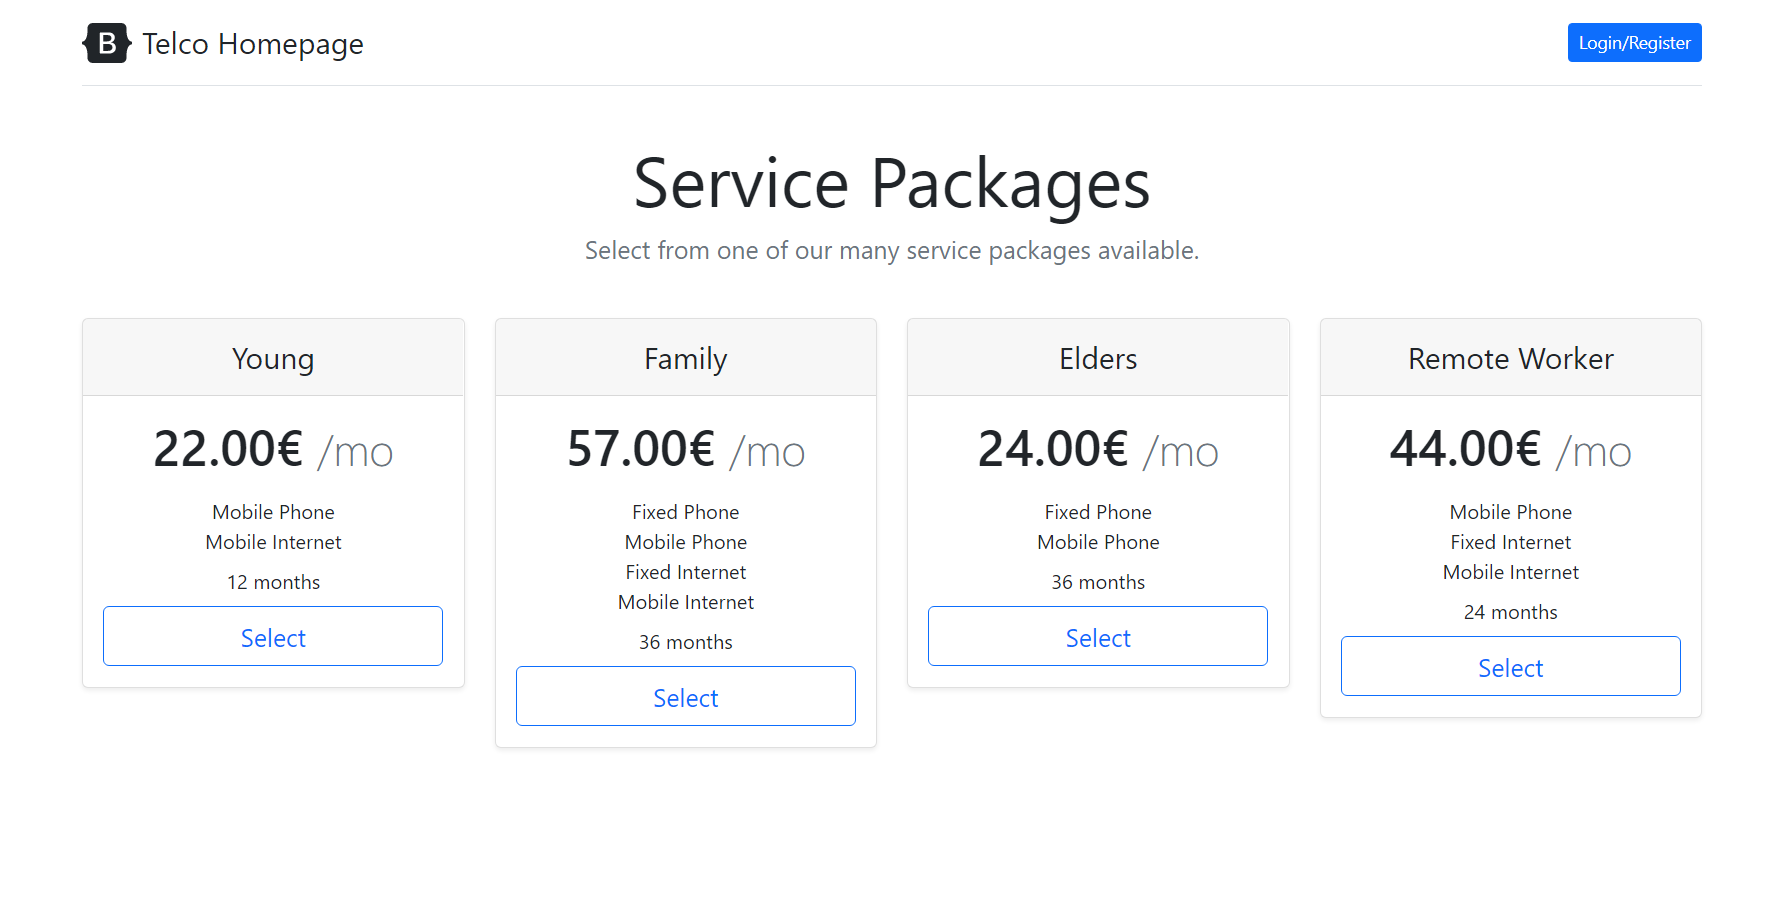 B Telco Homepage
Login/Register
Service Packages
Select from one of our many service packages available.
Young
22.00€ /mo
Mobile Phone
Mobile Internet
12 months
Select
Family
57.00€ /mo
Fixed Phone
Mobile Phone
Fixed Internet
Mobile Internet
36 months
Select
Elders
24.00€ /mo
Fixed Phone
Mobile Phone
36 months
Select
Remote Worker
44.00€ /mo
Mobile Phone
Fixed Internet
Mobile Internet
24 months
Select